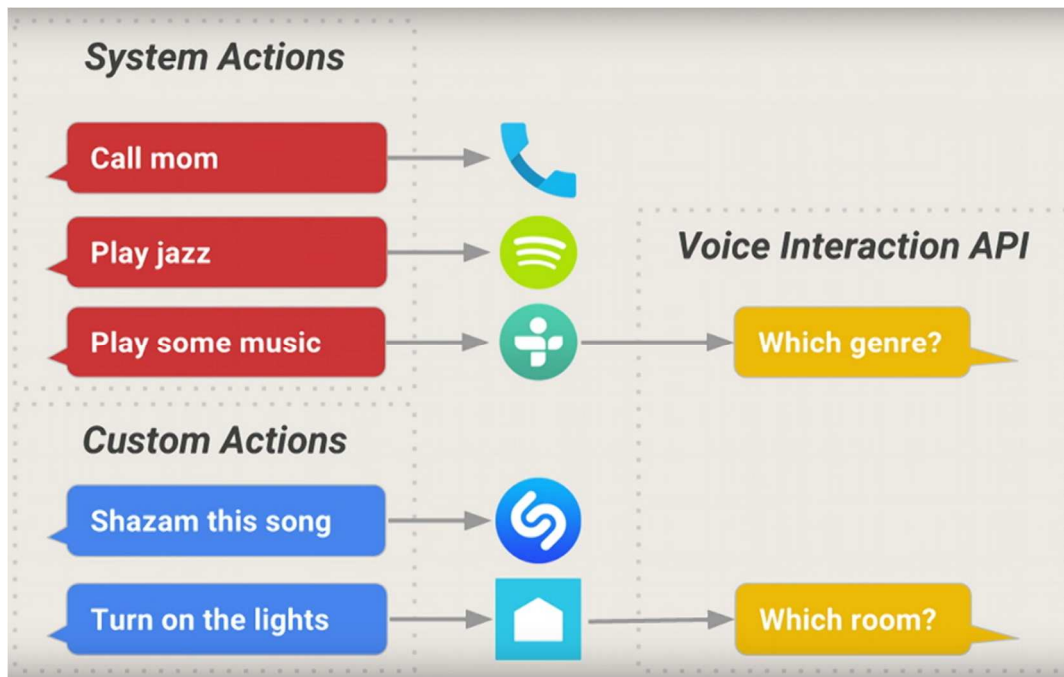 System Actions
Call mom
Play jazz
Voice Interaction API
Play some music
Which genre?
Custom Actions
Shazam this song
Turn on the lights
Which room?